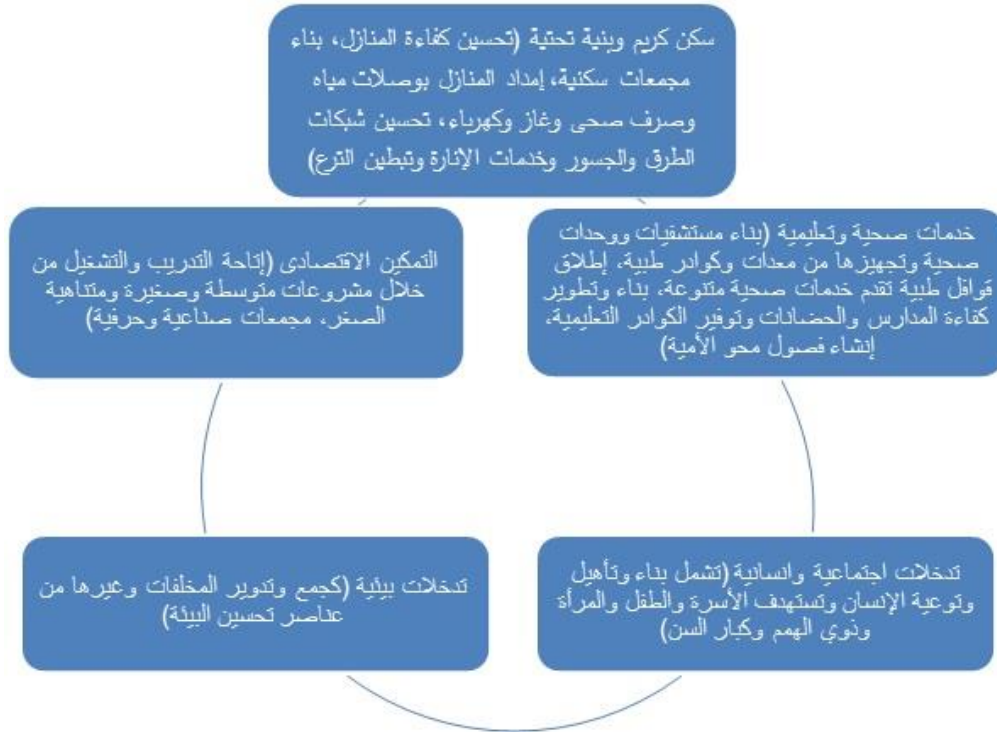 سكن كريم وبنية تحتية (تحسين كفاءة المنازل، بناء
مجمعات سكنية، إمداد المنازل بوصلات مياه
وصرف صحى وغاز وكهرباء، تحسين شبكات
الطرق والجسور وخدمات الإنارة وتبطين الترع)
خدمات صحية وتعليمية (بناء مستشفيات ووحدات
صحية وتجهيزها من معدات وكوادر طبية، إطلاق
قوافل طبية تقدم خدمات صحية متنوعة، بناء وتطوير
كفاءة المدارس والحضانات وتوفير الكوادر التعليمية،
إنشاء فصول محو الأمية)
تدخلات اجتماعية وانسانية (تشمل بناء وتأهيل
وتوعية الإنسان وتستهدف الأسرة والطفل والمرأة
وذوي الهمم وكبار السن)
تدخلات بيئية (كجمع وتدوير المخلفات وغيرها من
عناصر تحسين البيئة)
التمكين الاقتصادى (إتاحة التدريب والتشغيل من
خلال مشروعات متوسطة وصغيرة ومتناهية
الصغر، مجمعات صناعية وحرفية)